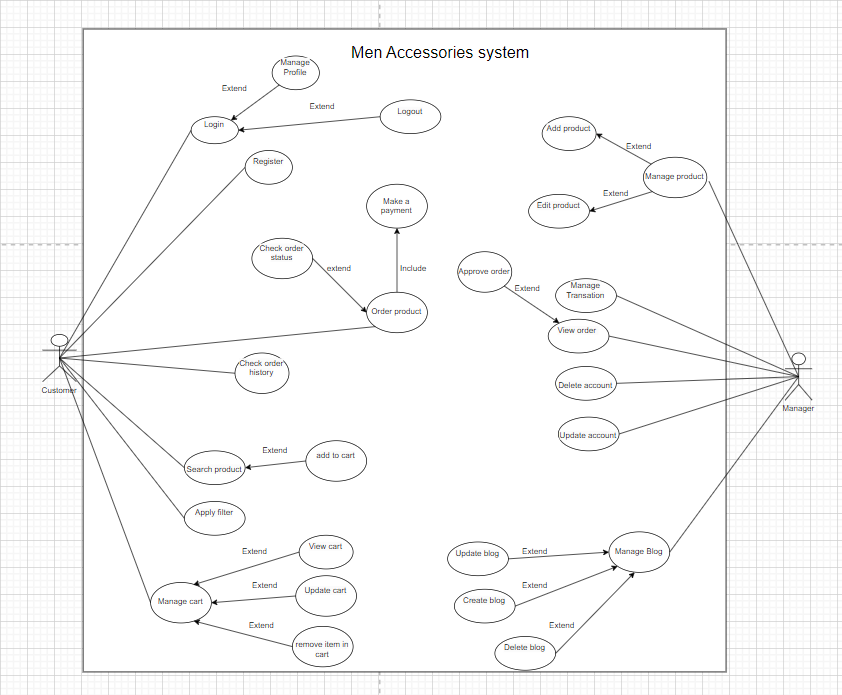 Men Accessories system
Manage
Profile
Extend
Extend
Logout
Login
Add product
Extend
Register
Manage product
Extend
Make a
payment
Edit product
Check order
status
extend
Include
Approve order
Extend
Manage
Transation
Order product
View order
Check order
history
Customer
Delete account
Manager
Update account
Extend
add to cart
Search product
Apply filter
View cart
Extend
Update blog
Extend
Manage Blog
Extend
Update cart
Extend
Manage cart
Create blog
Extend
Extend
remove item in
cart
Delete blog